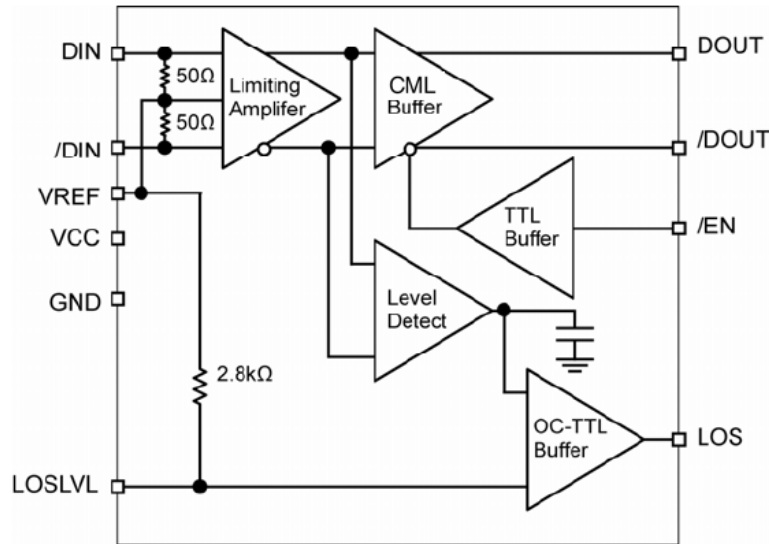 DIN
50Ω
50Ω
Limiting
Amplifer
CML
Buffer
DOUT
/DIN
/DOUT
VREF
TTL
Buffer
/EN
VCC
GND
Level
Detect
2.8kΩ
OC-TTL
Buffer
LOS
LOSLVL